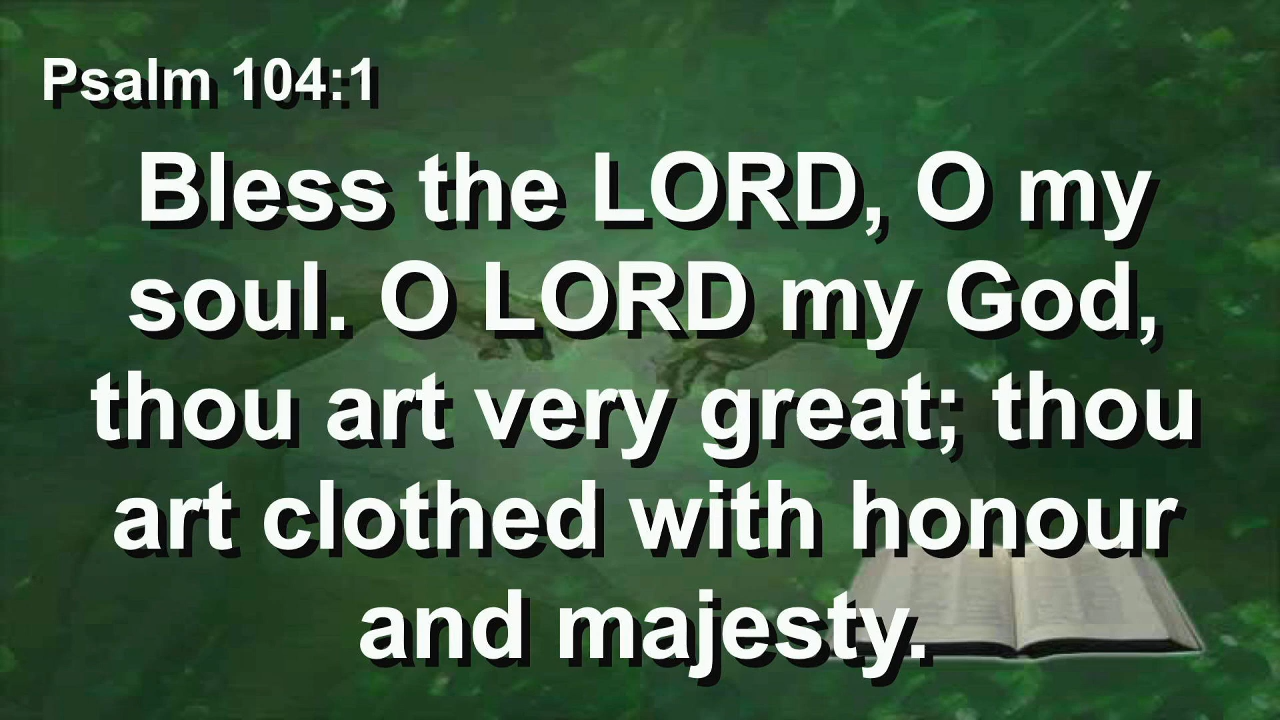 Psalm 104:1
Bless the LORD, O my
soul. O LORD my God,
thou art very great; thou
art clothed with honour
and majesty.